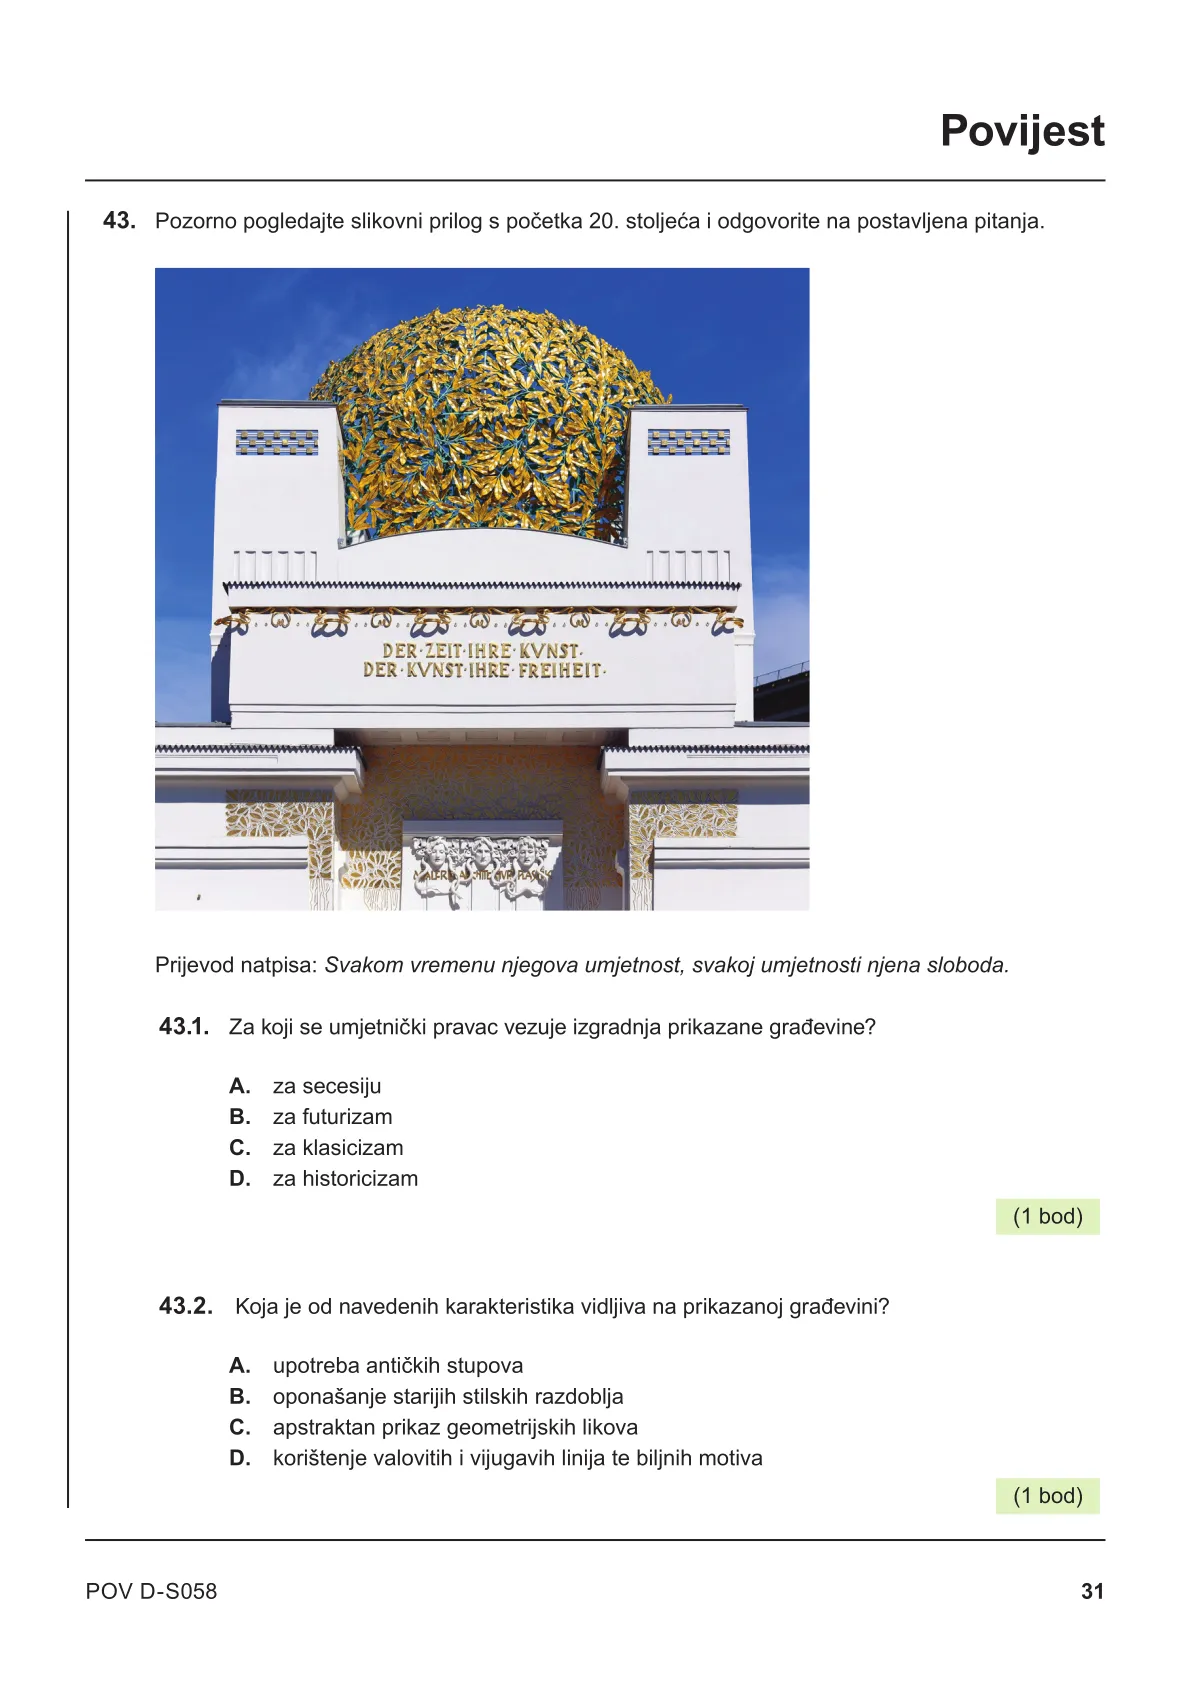 Povijest
43. Pozorno pogledajte slikovni prilog s početka 20. stoljeća i odgovorite na postavljena pitanja.
DER·ZEIT·IHRE·KVNST·
DER·KVNST·IHRE·FREIHEIT·
Prijevod natpisa: Svakom vremenu njegova umjetnost, svakoj umjetnosti njena sloboda.
43.1. Za koji se umjetnički pravac vezuje izgradnja prikazane građevine?
A. za secesiju
B. za futurizam
C. za klasicizam
D. za historicizam
(1 bod)
43.2. Koja je od navedenih karakteristika vidljiva na prikazanoj građevini?
A. upotreba antičkih stupova
B. oponašanje starijih stilskih razdoblja
C. apstraktan prikaz geometrijskih likova
D. korištenje valovitih i vijugavih linija te biljnih motiva
(1 bod)
POV D-S058
31